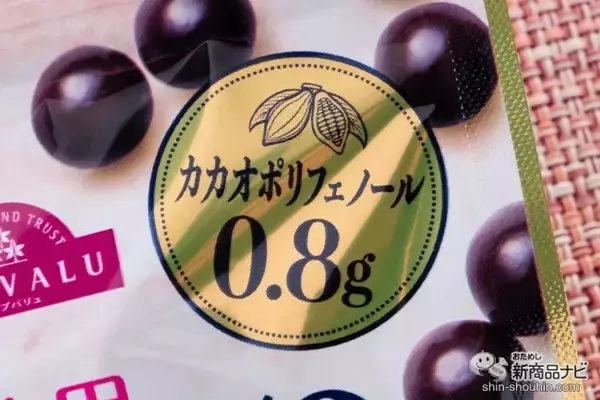 カカオポリフェノール
0.8g
ND TRUST
VALU
プバリュ
おためし
新商品ナビ
shin-shouhin.com